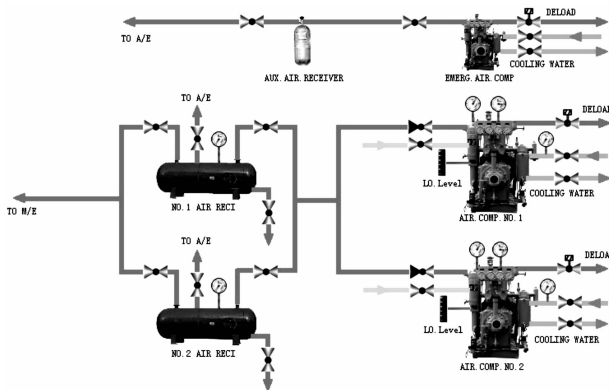 DELOAD
TO A/E
AUX. AIR. RECEIVER
EMERG. AIR. COMP
COOLING WATER
TO A/E
DELOAD
LO. Level
COOLING WATER
NO. 1 AIR RECI
AIR. COMP. NO. 1
TO M/E
TO A/E
DELOAD
LO. Level
COOLING WATER
NO. 2 AIR RECI
AIR. COMP. NO. 2